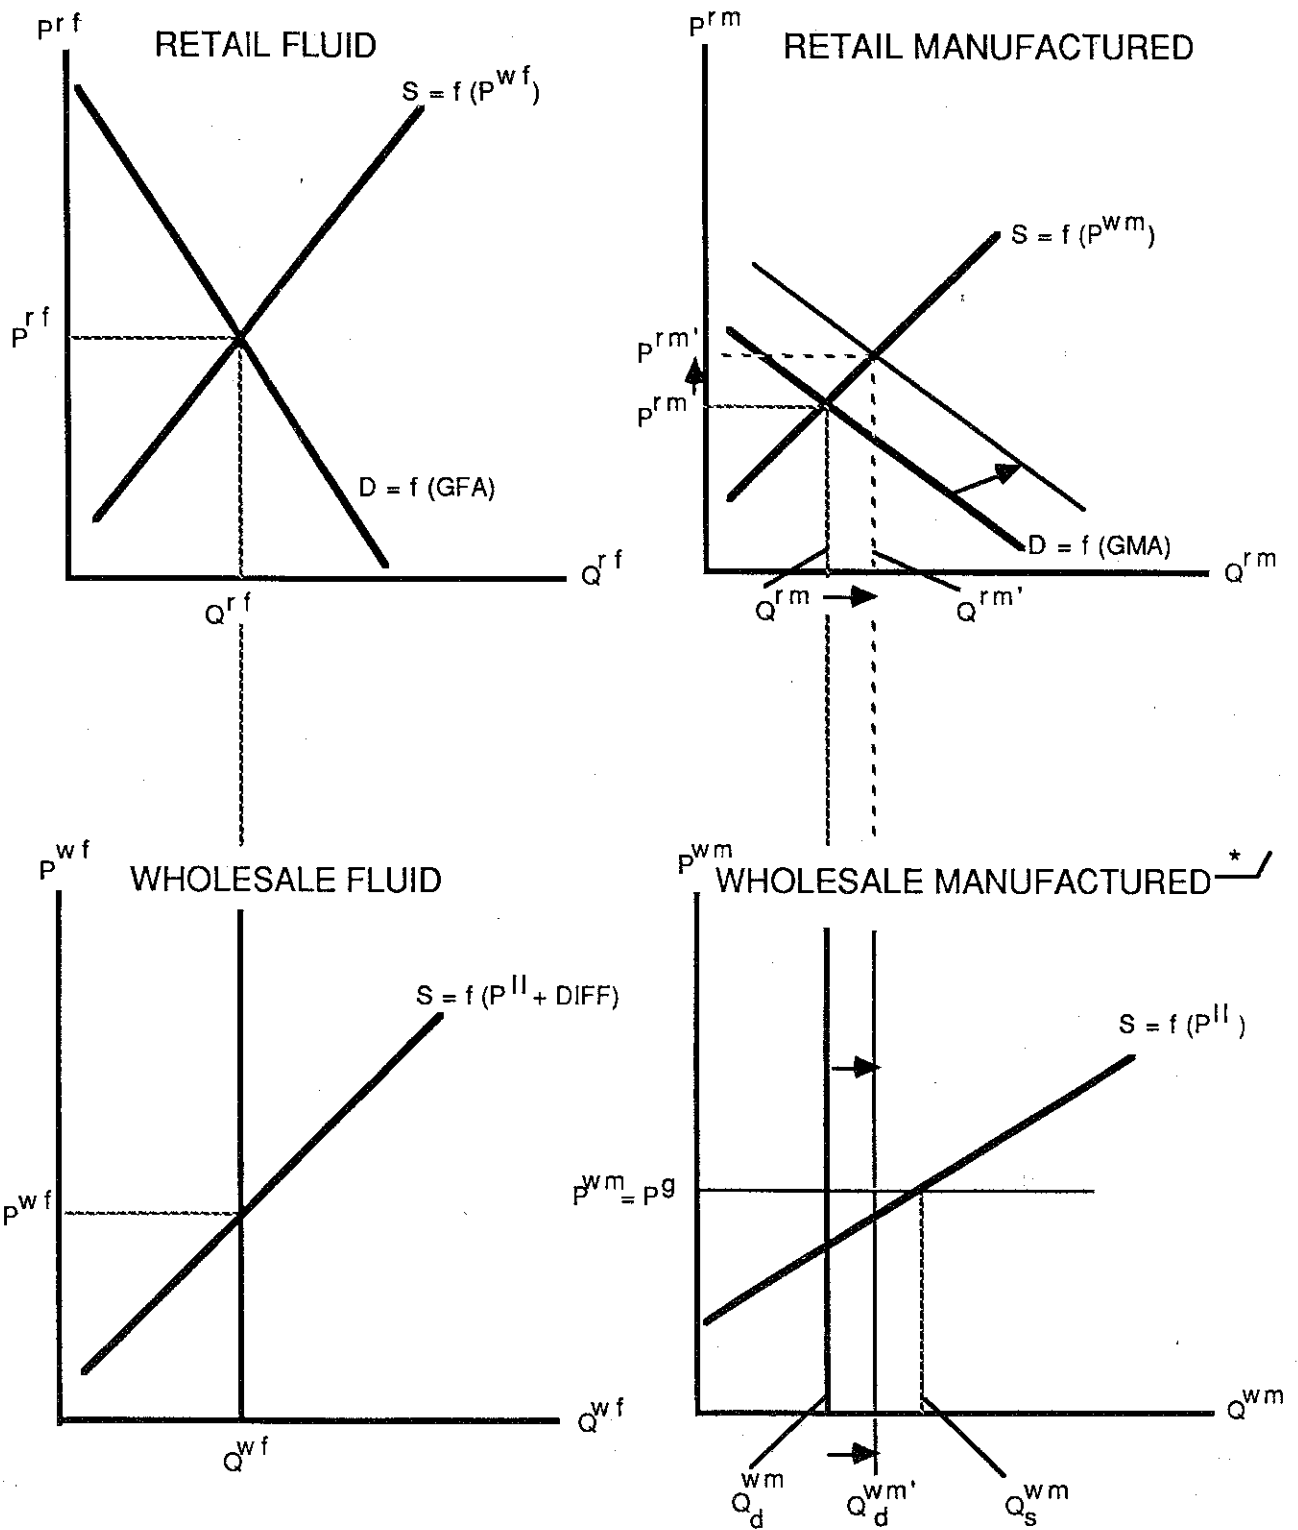 P^rf
RETAIL FLUID
S = f (P^wf)
P^rf
D = f (GFA)
Q^rf
Q^rf
P^rm
RETAIL MANUFACTURED
S = f (P^wm)
P^rm'
P^rm'
D = f (GMA)
Q^rm
Q^rm
Q^rm'
P^wf
WHOLESALE FLUID
S = f (P^II + DIFF)
P^wf
Q^wf
Q^wf
P^wm
WHOLESALE MANUFACTURED */
S = f (P^II )
P^wm = P^g
Q^wm
Q_d^wm
Q_d^wm'
Q_s^wm